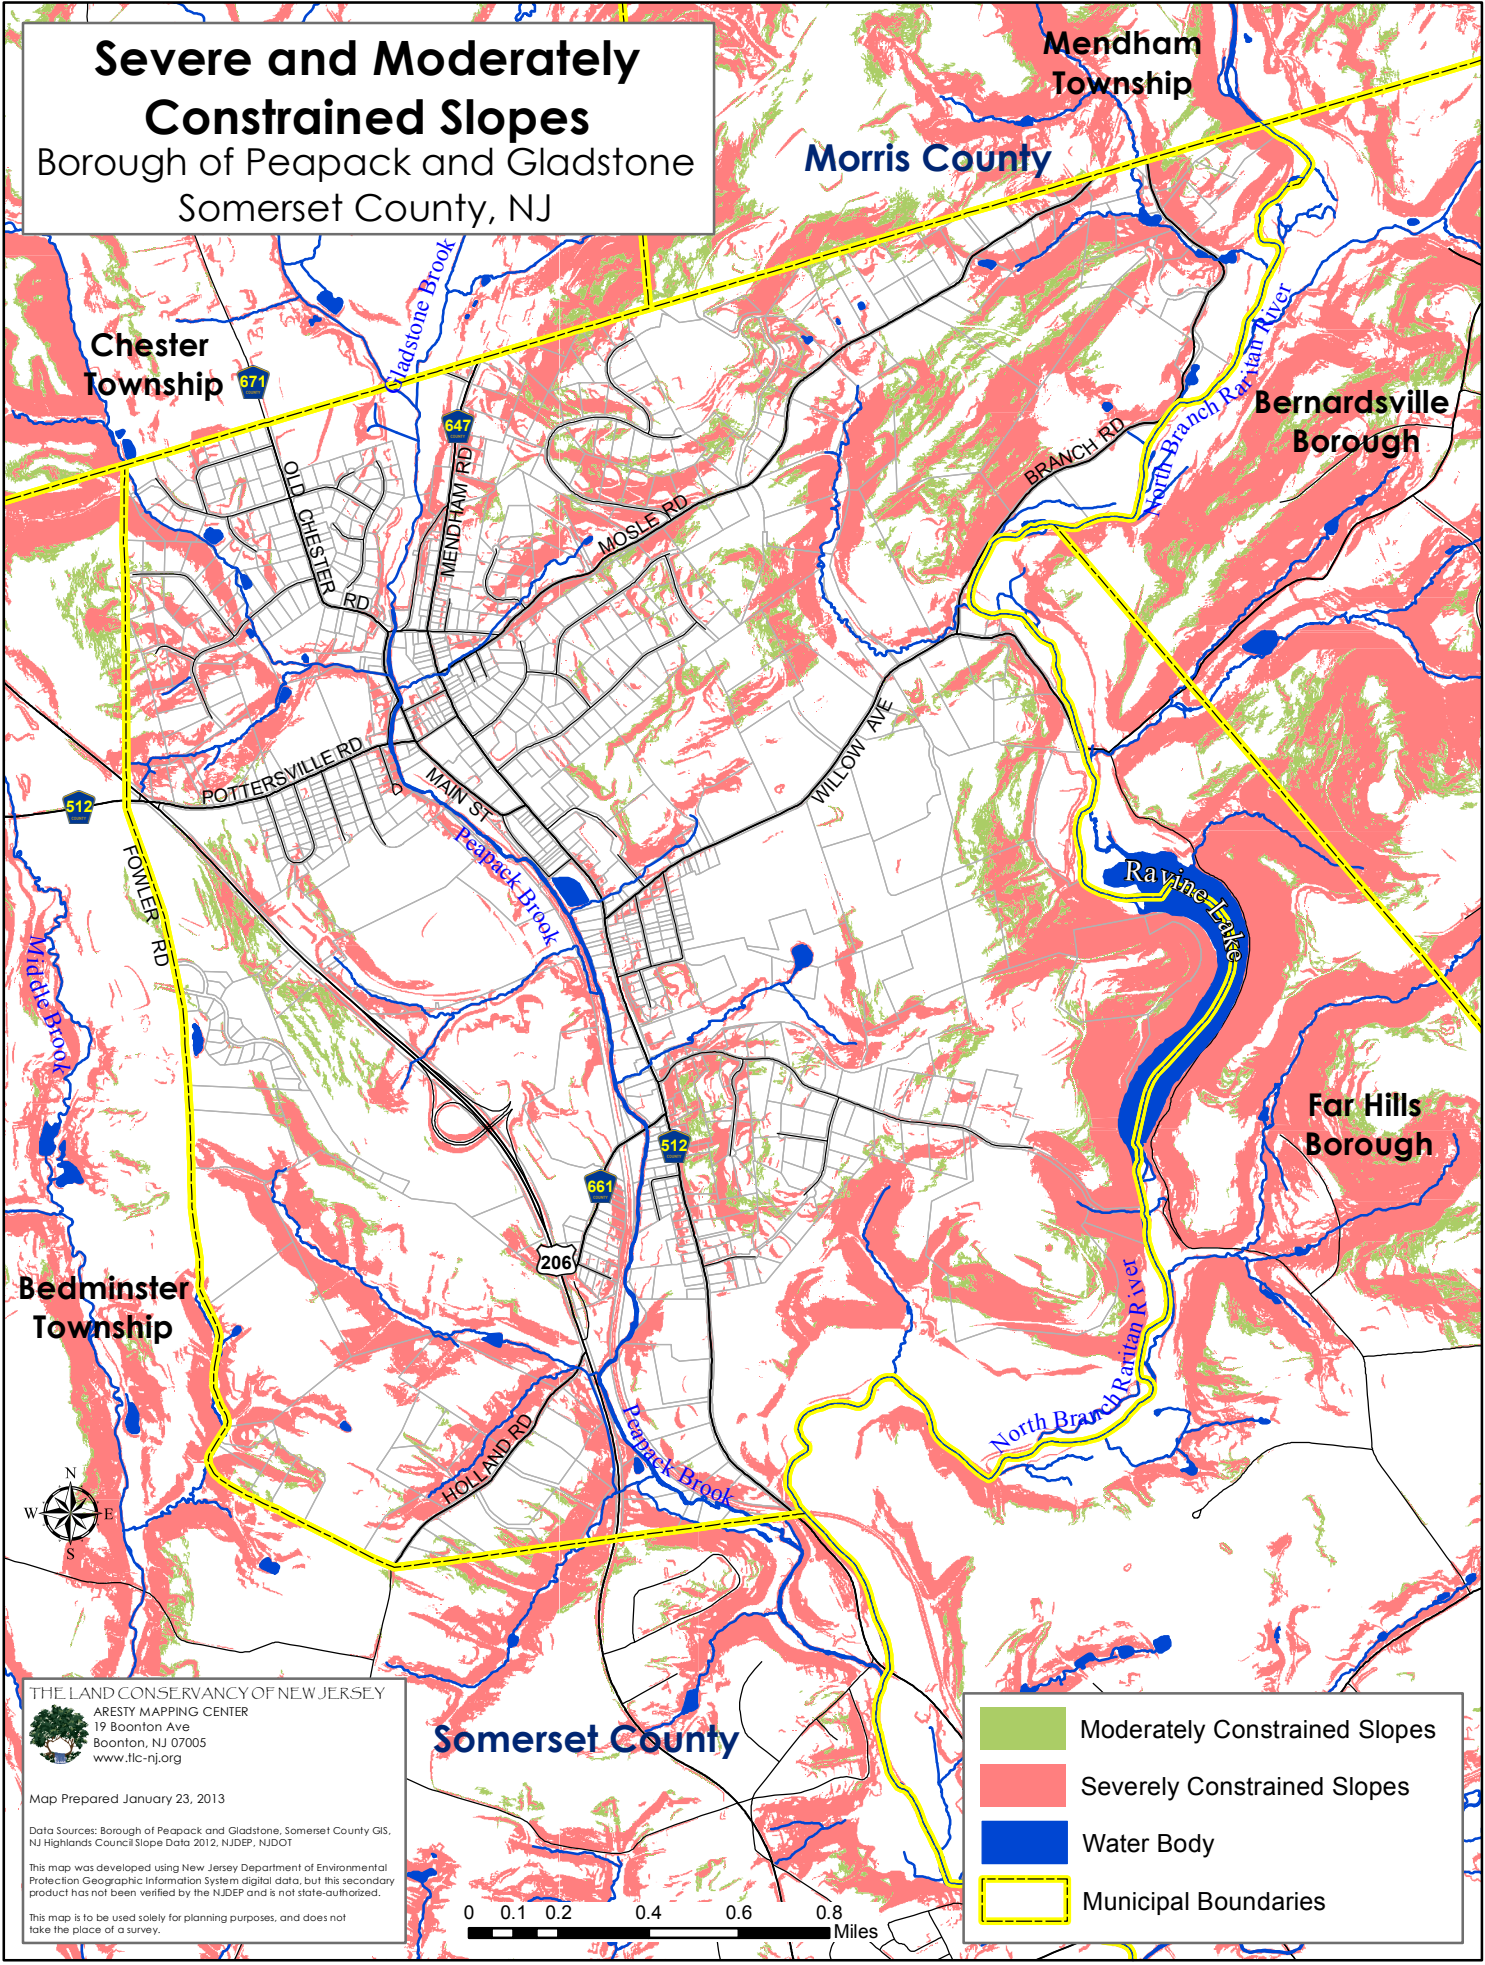 Severe and Moderately
Constrained Slopes
Borough of Peapack and Gladstone
Somerset County, NJ
Mendham
Township
Morris County
Gladstone Brook
Chester
Township
671
COUNTY
647
COUNTY
North Branch Raritan River
Bernardsville
Borough
BRANCH RD
OLD CHESTER RD
MENDHAM RD
MOSLE RD
WILLOW AVE
POTTERSVILLE RD
MAIN ST
512
COUNTY
FOWLER RD
Peapack Brook
Ravine Lake
Middle Brook
Far Hills
Borough
512
COUNTY
661
COUNTY
206
Bedminster
Township
North Branch Raritan River
HOLLAND RD
Peapack Brook
N
W E
S
Somerset County
THE LAND CONSERVANCY OF NEW JERSEY
ARESTY MAPPING CENTER
19 Boonton Ave
Boonton, NJ 07005
www.tlc-nj.org
Map Prepared January 23, 2013
Data Sources: Borough of Peapack and Gladstone, Somerset County GIS,
NJ Highlands Council Slope Data 2012, NJDEP, NJDOT
This map was developed using New Jersey Department of Environmental
Protection Geographic Information System digital data, but this secondary
product has not been verified by the NJDEP and is not state-authorized.
This map is to be used solely for planning purposes, and does not
take the place of a survey.
0 0.1 0.2 0.4 0.6 0.8
Miles
Moderately Constrained Slopes
Severely Constrained Slopes
Water Body
Municipal Boundaries